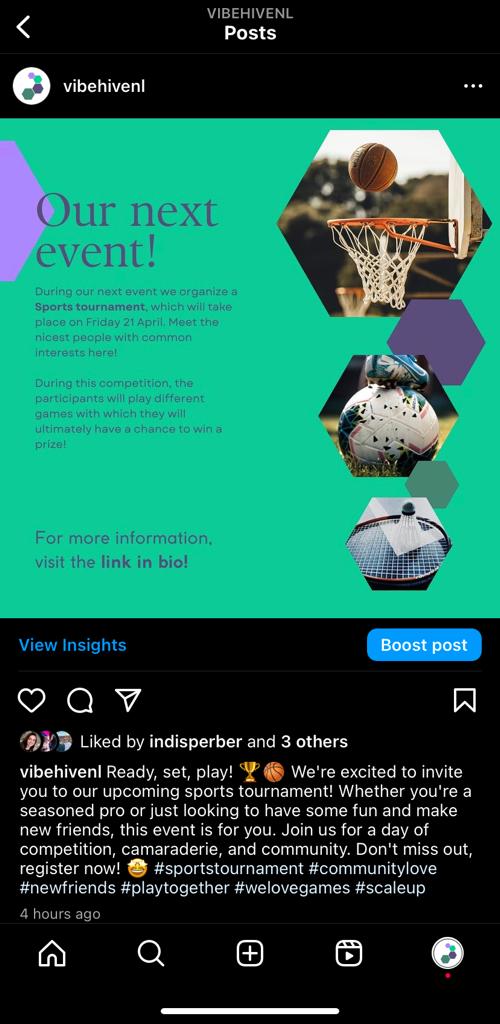 VIBEHIVENL
Posts
vibehivenl
Our next
event!
During our next event we organize a
Sports tournament, which will take
place on Friday 21 April. Meet the
nicest people with common
interests here!
During this competition, the
participants will play different
games with which they will
ultimately have a chance to win a
prize!
For more information,
visit the link in bio!
View Insights
Boost post
Liked by indisperber and 3 others
vibehivenl Ready, set, play! 🏆🏀 We're excited to invite
you to our upcoming sports tournament! Whether you're a
seasoned pro or just looking to have some fun and make
new friends, this event is for you. Join us for a day of
competition, camaraderie, and community. Don't miss out,
register now! 🤩 #sportstournament #communitylove
#newfriends #playtogether #welovegames #scaleup
4 hours ago